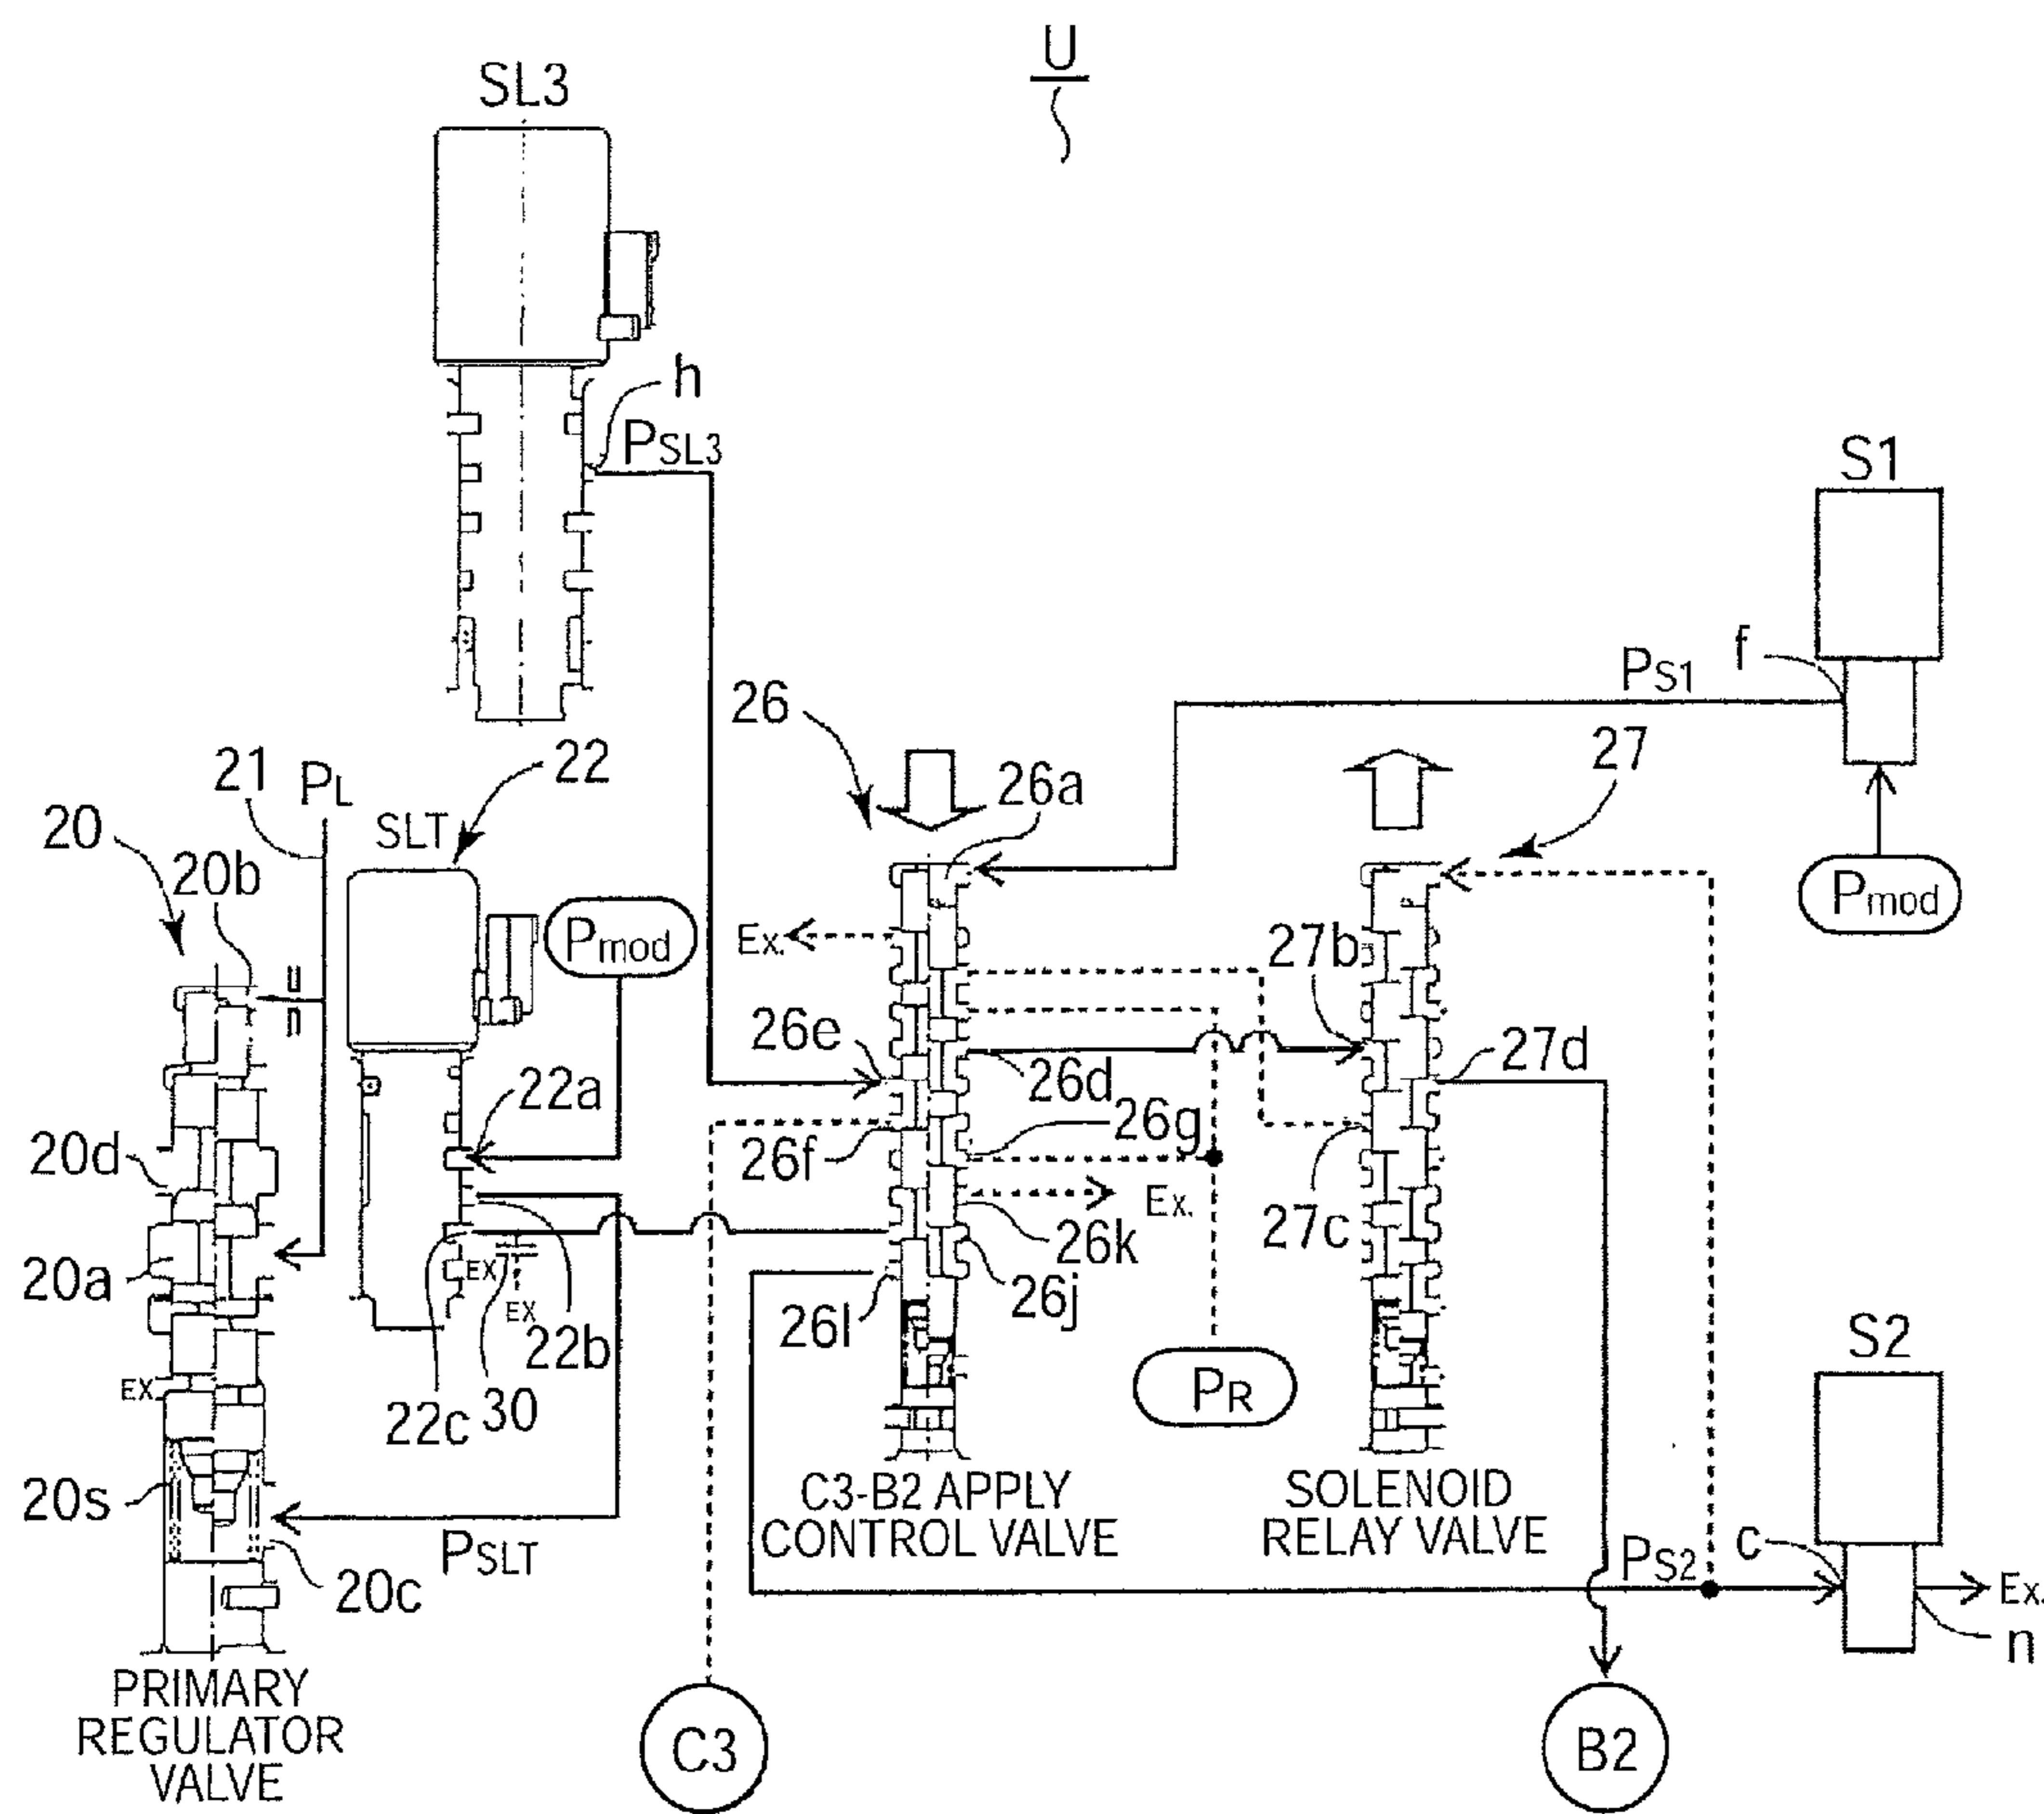 U
SL3
h
PSL3
S1
f
PS1
26
27
21
PL
22
26a
20
SLT
20b
Pmod
Pmod
Ex.
27b
26e
26d
27d
22a
26g
20d
26f
Ex.
26k
27c
20a
EX
26l
26j
EX
22b
S2
EX
22c
30
PR
20s
C3-B2 APPLY
CONTROL VALVE
SOLENOID
RELAY VALVE
PSLT
PS2
c
Ex.
20c
n
PRIMARY
REGULATOR
VALVE
C3
B2